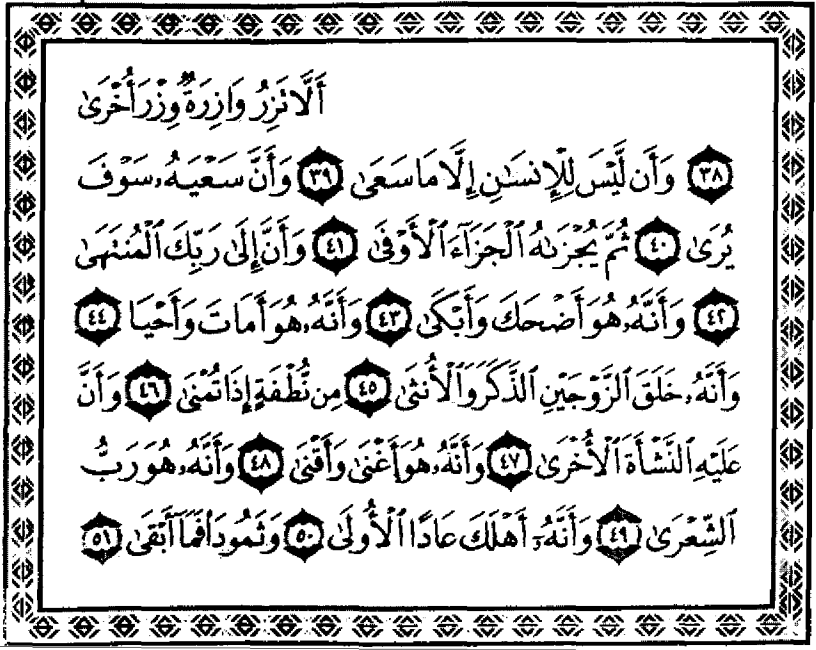 أَلَّا تَزِرُ وَازِرَةٌ وِزْرَ أُخْرَىٰ
٣٨ وَأَن لَّيْسَ لِلْإِنسَـٰنِ إِلَّا مَا سَعَىٰ ٣٩ وَأَنَّ سَعْيَهُۥ سَوْفَ
يُرَىٰ ٤٠ ثُمَّ يُجْزَىٰهُ ٱلْجَزَآءَ ٱلْأَوْفَىٰ ٤١ وَأَنَّ إِلَىٰ رَبِّكَ ٱلْمُنتَهَىٰ
٤٢ وَأَنَّهُۥ هُوَ أَضْحَكَ وَأَبْكَىٰ ٤٣ وَأَنَّهُۥ هُوَ أَمَاتَ وَأَحْيَا ٤٤
وَأَنَّهُۥ خَلَقَ ٱلزَّوْجَيْنِ ٱلذَّكَرَ وَٱلْأُنثَىٰ ٤٥ مِن نُّطْفَةٍ إِذَا تُمْنَىٰ ٤٦ وَأَنَّ
عَلَيْهِ ٱلنَّشْأَةَ ٱلْأُخْرَىٰ ٤٧ وَأَنَّهُۥ هُوَ أَغْنَىٰ وَأَقْنَىٰ ٤٨ وَأَنَّهُۥ هُوَ رَبُّ
ٱلشِّعْرَىٰ ٤٩ وَأَنَّهُۥٓ أَهْلَكَ عَادًا ٱلْأُولَىٰ ٥٠ وَثَمُودَا۟ فَمَآ أَبْقَىٰ ٥١